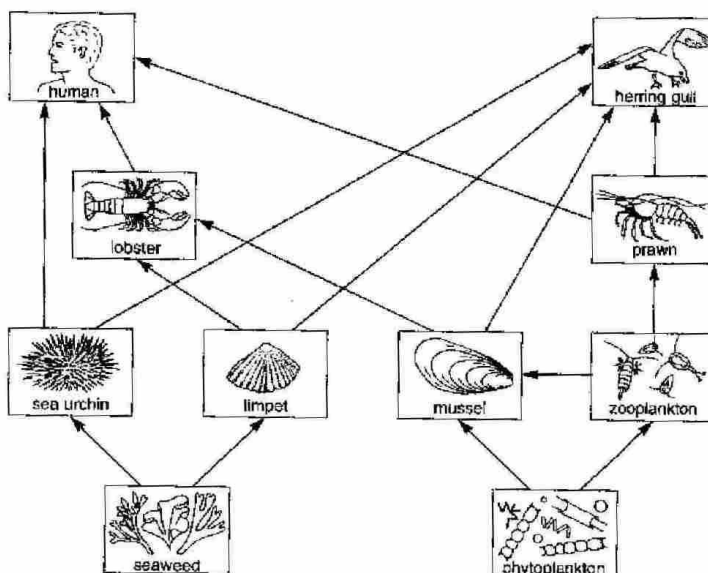 human
herring gull
lobster
prawn
sea urchin
limpet
mussel
zooplankton
seaweed
phytoplankton